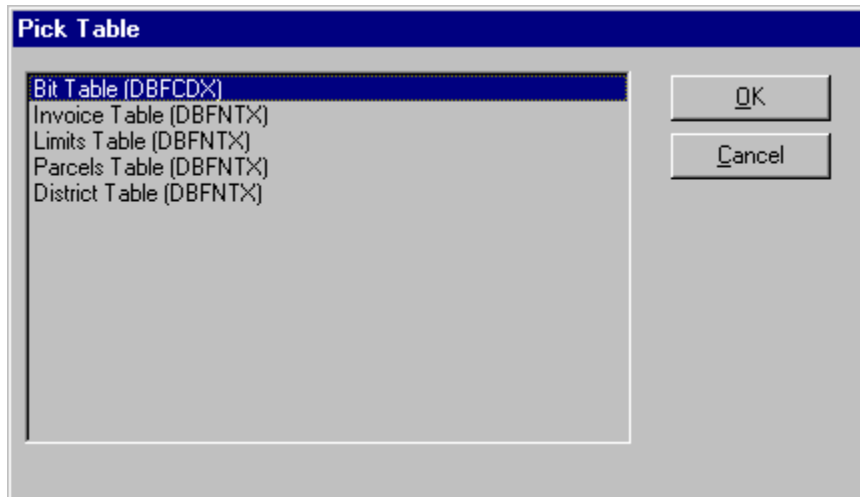 Pick Table
Bit Table (DBFCDX)
Invoice Table (DBFNTX)
Limits Table (DBFNTX)
Parcels Table (DBFNTX)
District Table (DBFNTX)
OK
Cancel